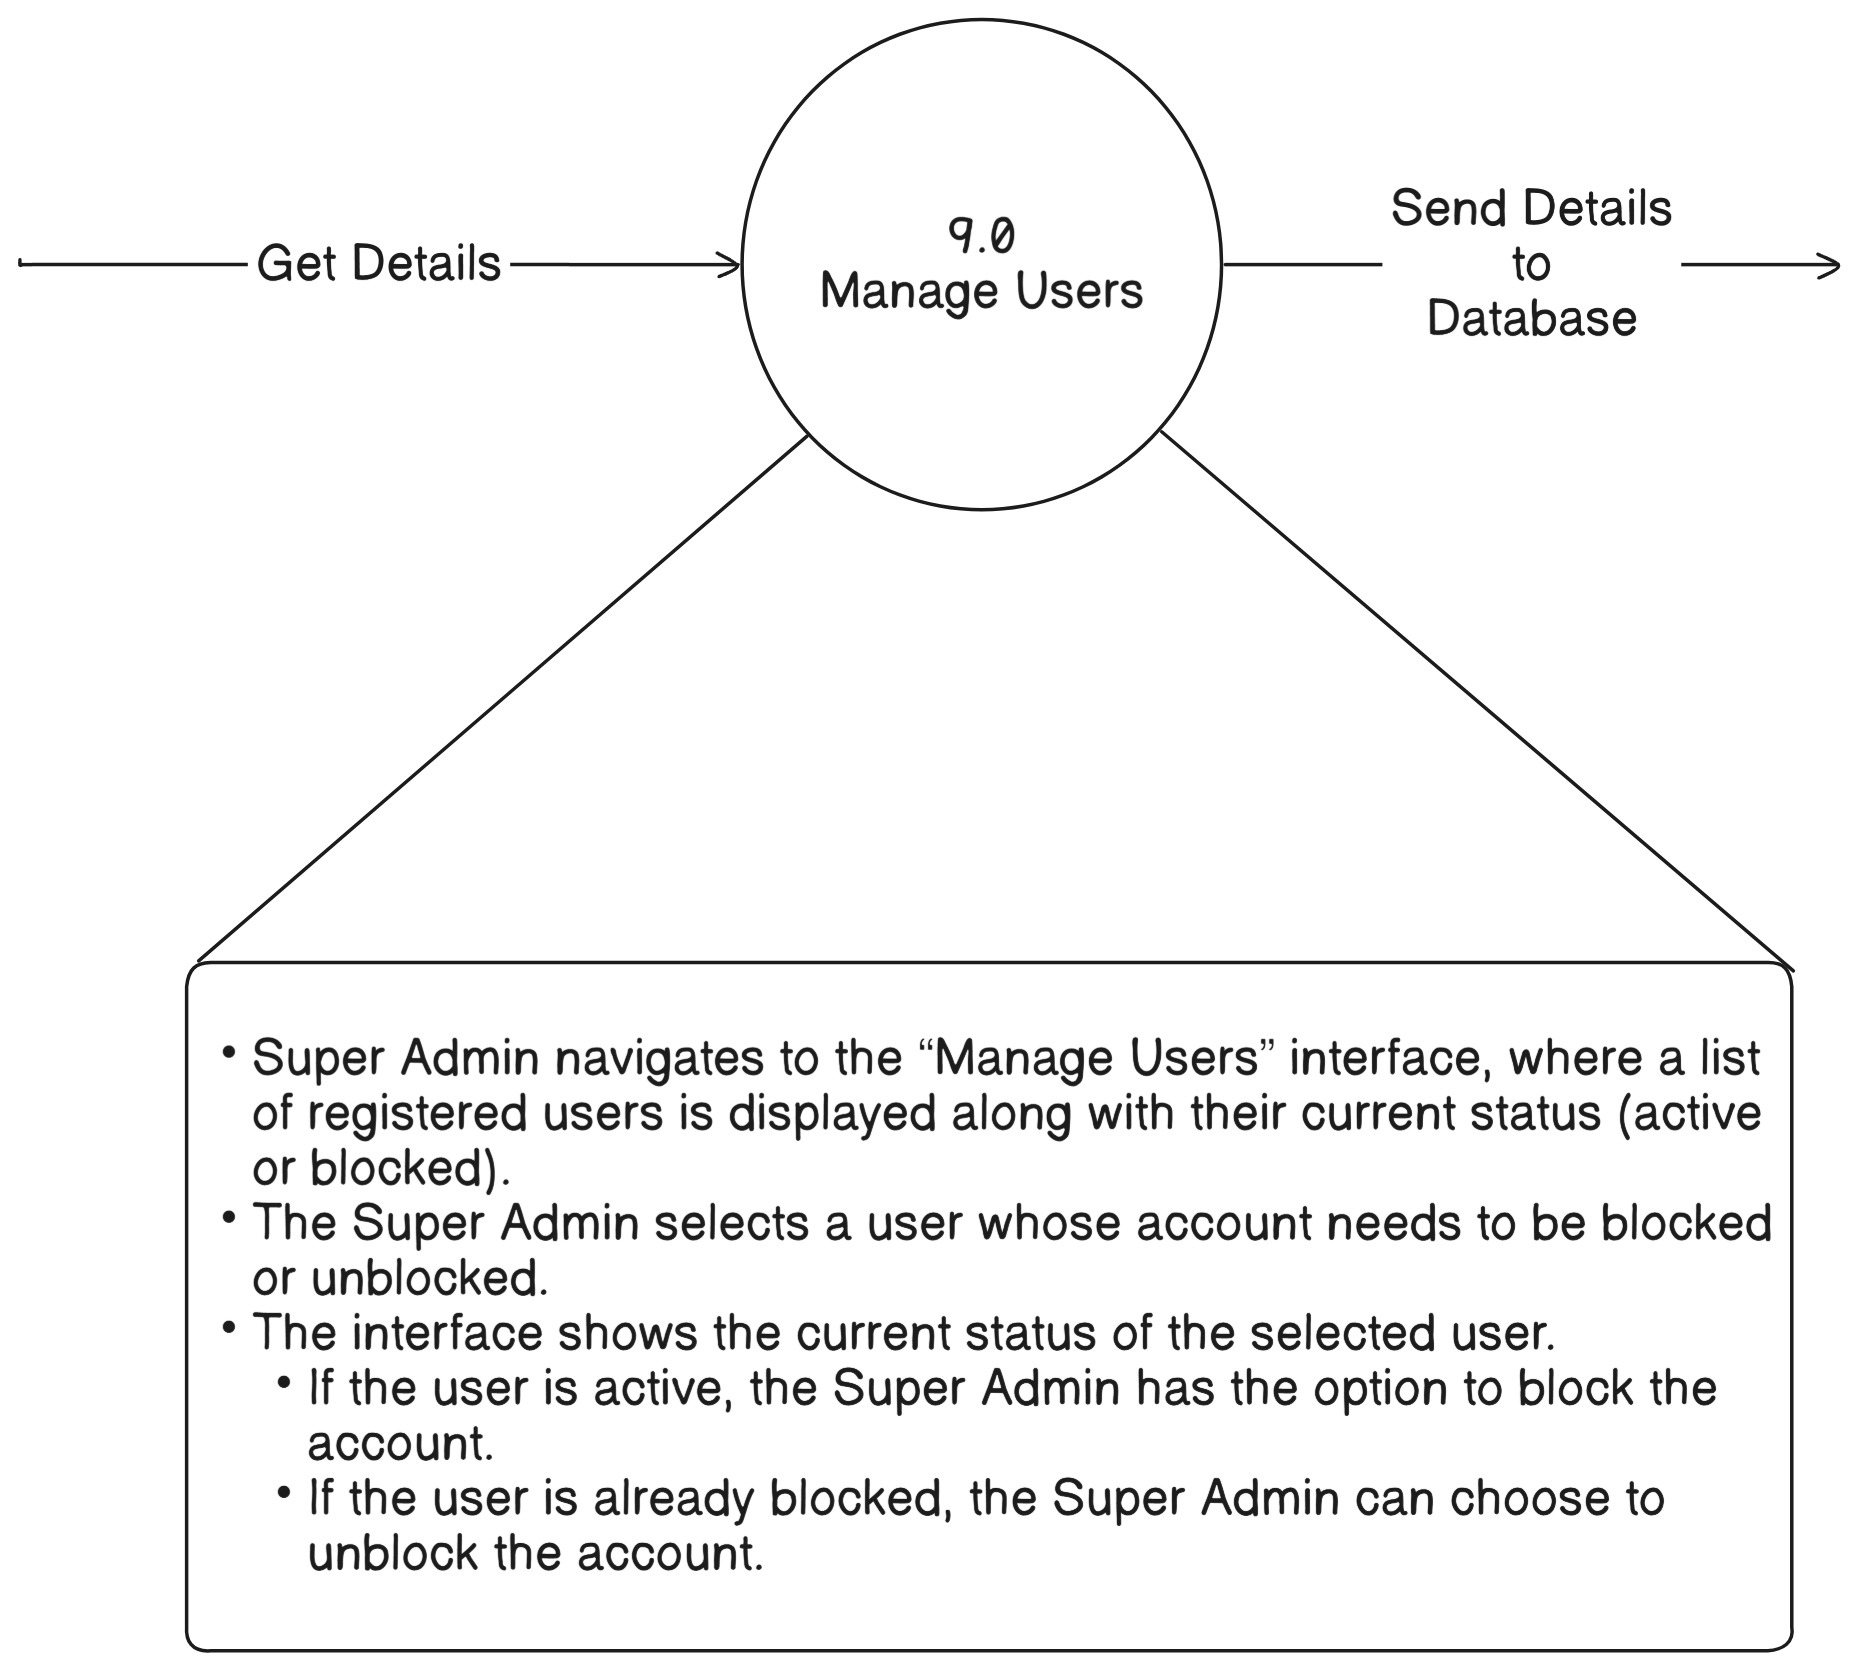 9.0
Manage Users
Get Details
Send Details
to
Database
• Super Admin navigates to the “Manage Users” interface, where a list
of registered users is displayed along with their current status (active
or blocked).
• The Super Admin selects a user whose account needs to be blocked
or unblocked.
• The interface shows the current status of the selected user.
• If the user is active, the Super Admin has the option to block the
account.
• If the user is already blocked, the Super Admin can choose to
unblock the account.